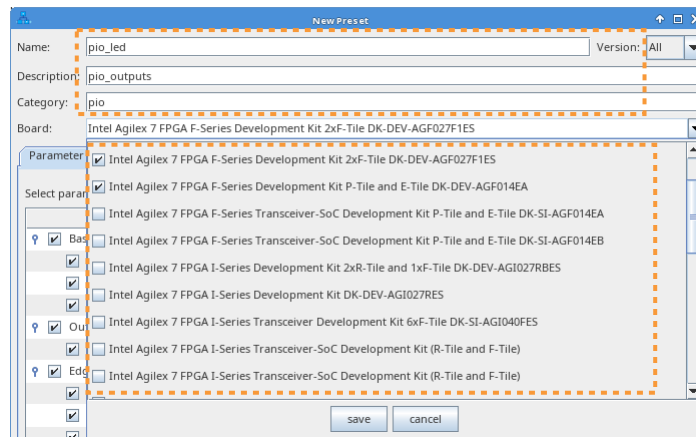 New Preset
Name: pio_led Version: All
Description: pio_outputs
Category: pio
Board: Intel Agilex 7 FPGA F-Series Development Kit 2xF-Tile DK-DEV-AGF027F1ES
Parameter
Intel Agilex 7 FPGA F-Series Development Kit 2xF-Tile DK-DEV-AGF027F1ES
Intel Agilex 7 FPGA F-Series Development Kit P-Tile and E-Tile DK-DEV-AGF014EA
Select para
Intel Agilex 7 FPGA F-Series Transceiver-SoC Development Kit P-Tile and E-Tile DK-SI-AGF014EA
Bas
Intel Agilex 7 FPGA F-Series Transceiver-SoC Development Kit P-Tile and E-Tile DK-SI-AGF014EB
Intel Agilex 7 FPGA I-Series Development Kit 2xR-Tile and 1xF-Tile DK-DEV-AGI027RBES
Intel Agilex 7 FPGA I-Series Development Kit DK-DEV-AGI027RES
Ou
Intel Agilex 7 FPGA I-Series Transceiver Development Kit 6xF-Tile DK-SI-AGI040FES
Intel Agilex 7 FPGA I-Series Transceiver-SoC Development Kit (R-Tile and F-Tile)
Edg
Intel Agilex 7 FPGA I-Series Transceiver-SoC Development Kit (R-Tile and F-Tile)
save cancel